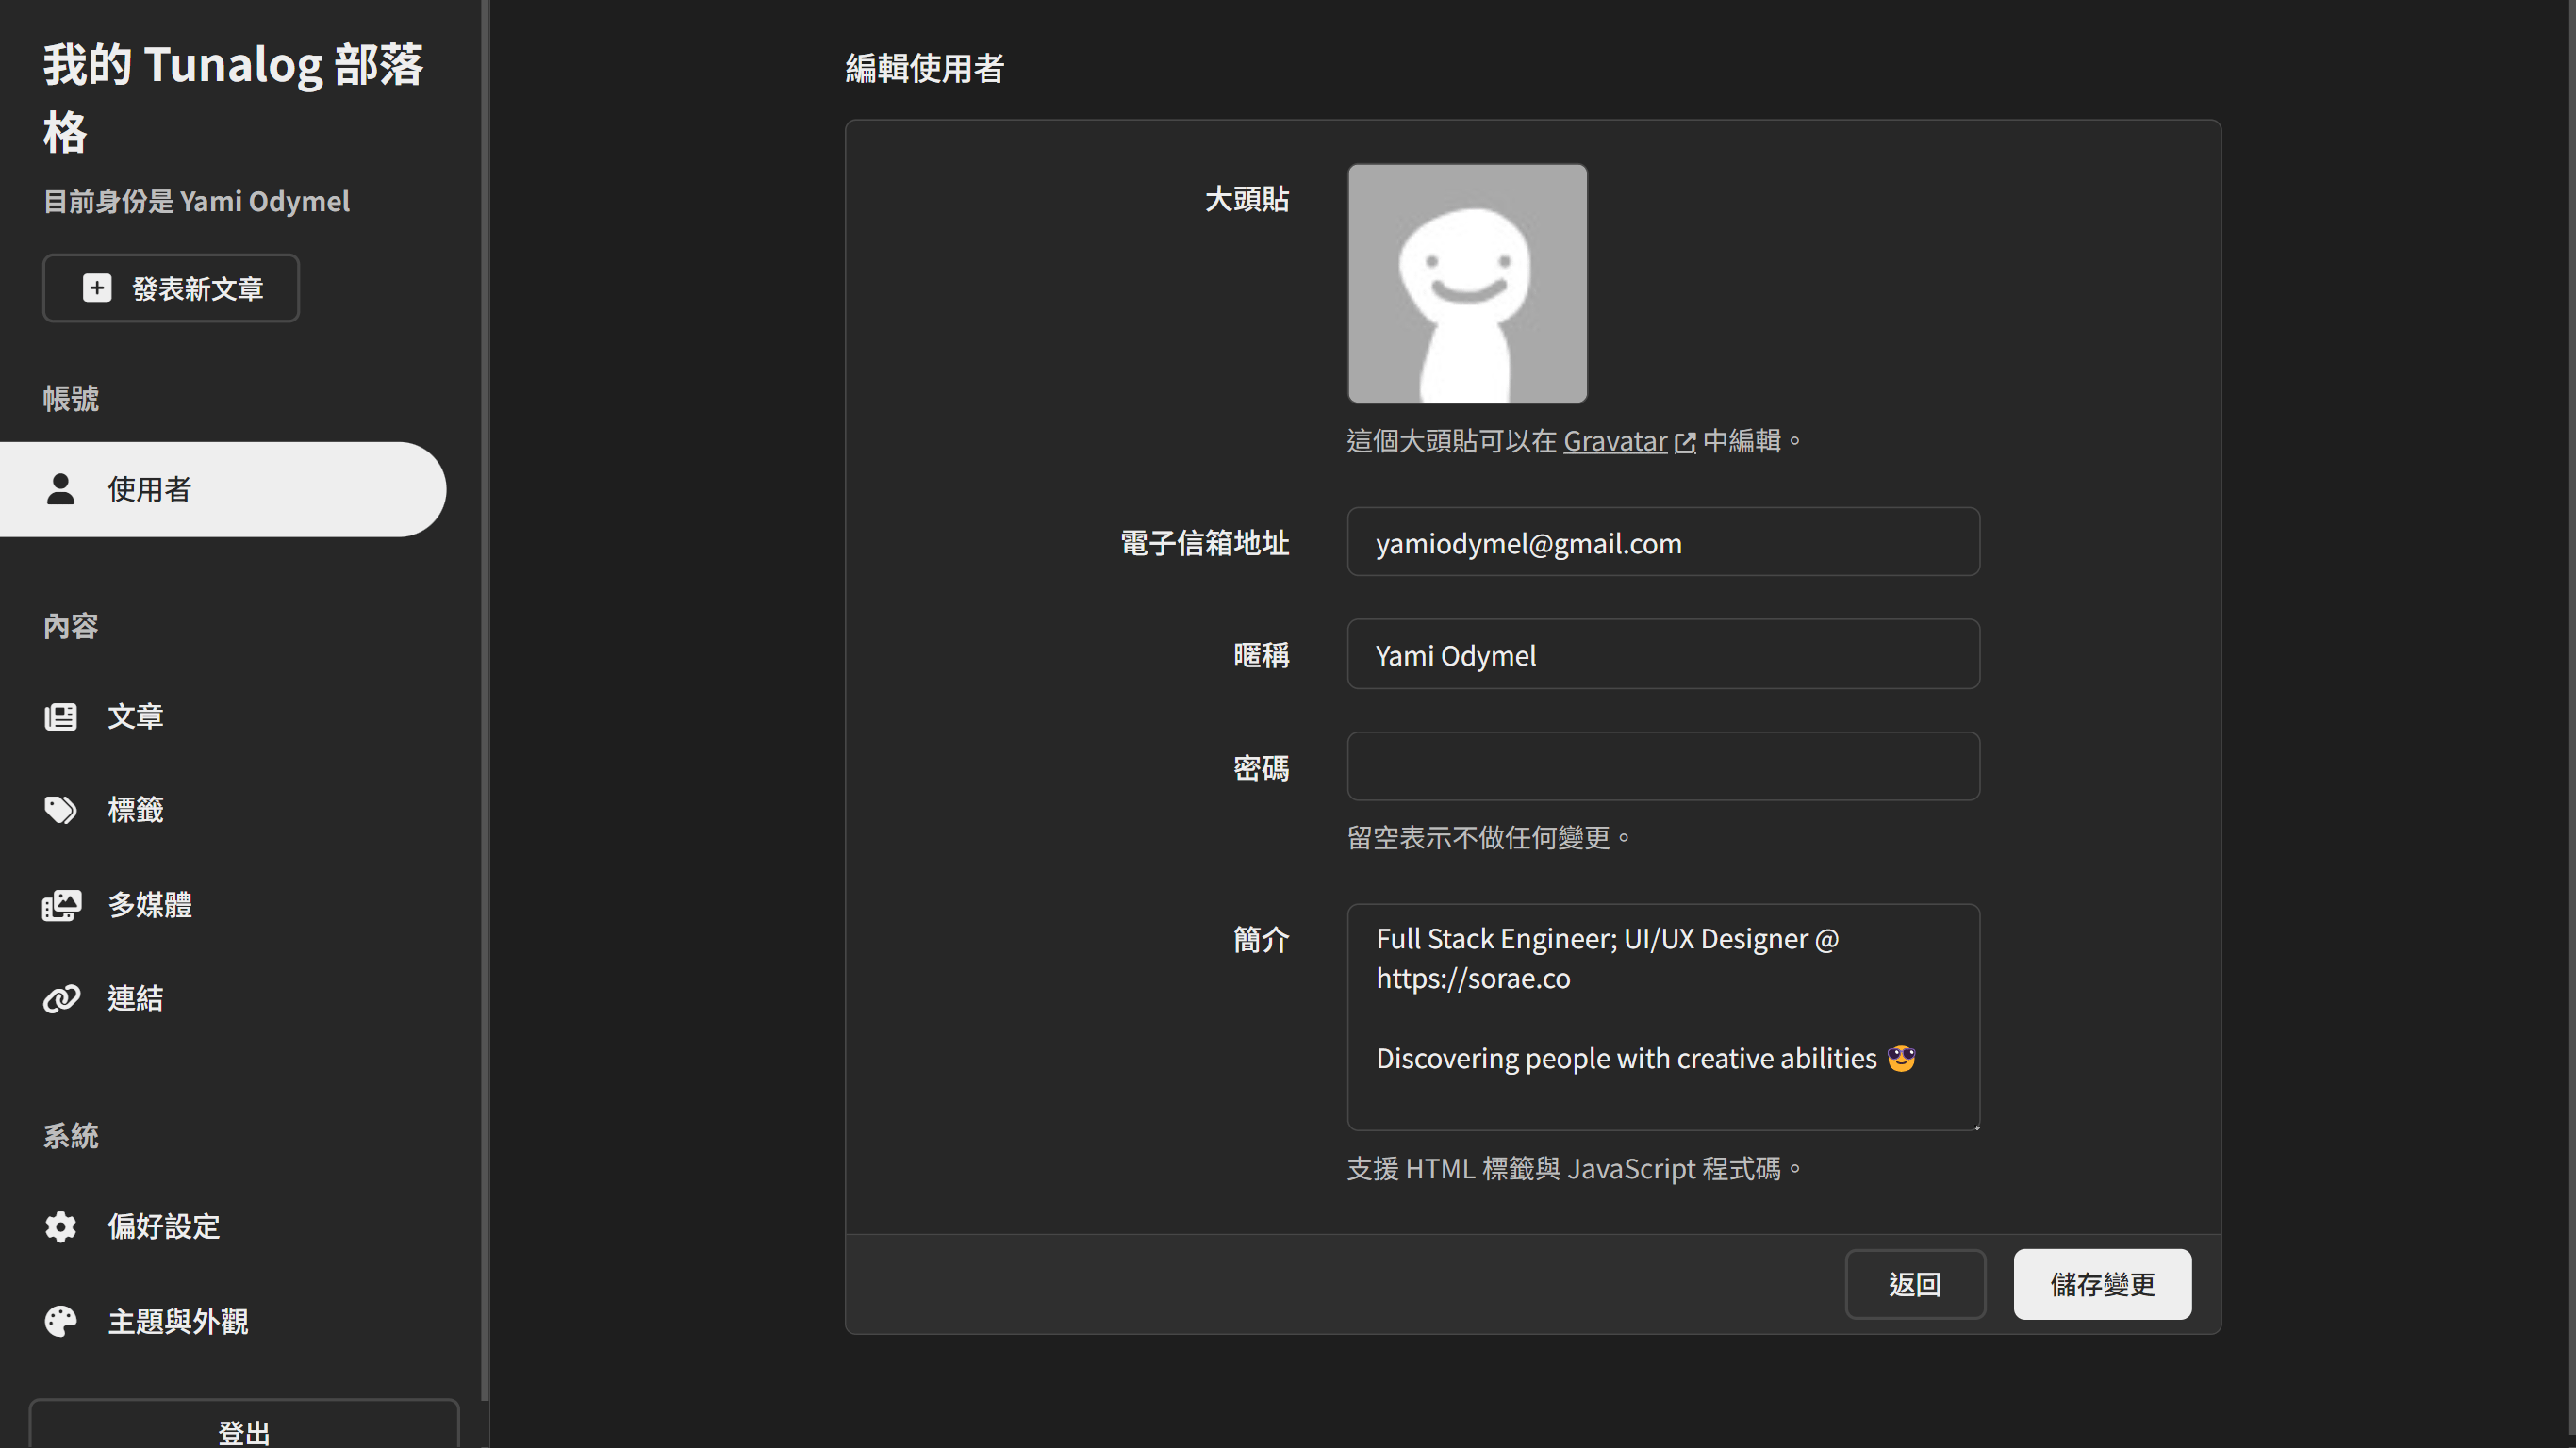 我的 Tunalog 部落
格
目前身份是 Yami Odymel
發表新文章
帳號
使用者
內容
文章
標籤
多媒體
連結
系統
偏好設定
主題與外觀
登出
編輯使用者
大頭貼
這個大頭貼可以在 Gravatar 中編輯。
電子信箱地址
yamiodymel@gmail.com
暱稱
Yami Odymel
密碼
留空表示不做任何變更。
簡介
Full Stack Engineer; UI/UX Designer @
https://sorae.co
Discovering people with creative abilities 😎
支援 HTML 標籤與 JavaScript 程式碼。
返回
儲存變更